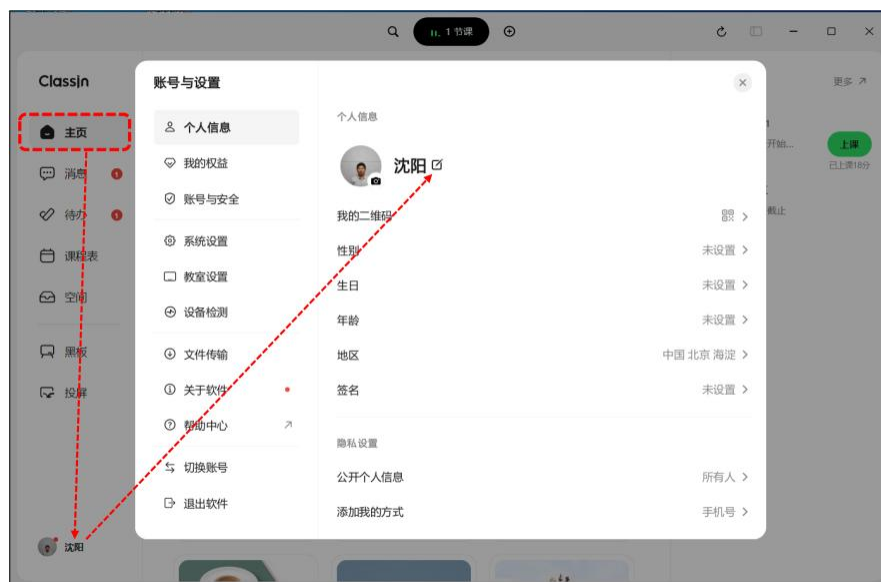 1 节课
ClassIn
更多
主页
消息
1
待办
1
课程表
空间
黑板
投屏
沈阳
账号与设置
个人信息
我的权益
账号与安全
系统设置
教室设置
设备检测
文件传输
关于软件
帮助中心
切换账号
退出软件
个人信息
沈阳
我的二维码
性别 未设置
生日 未设置
年龄 未设置
地区 中国 北京 海淀
签名 未设置
隐私设置
公开个人信息 所有人
添加我的方式 手机号
开始...
上课
已上课18分
截止